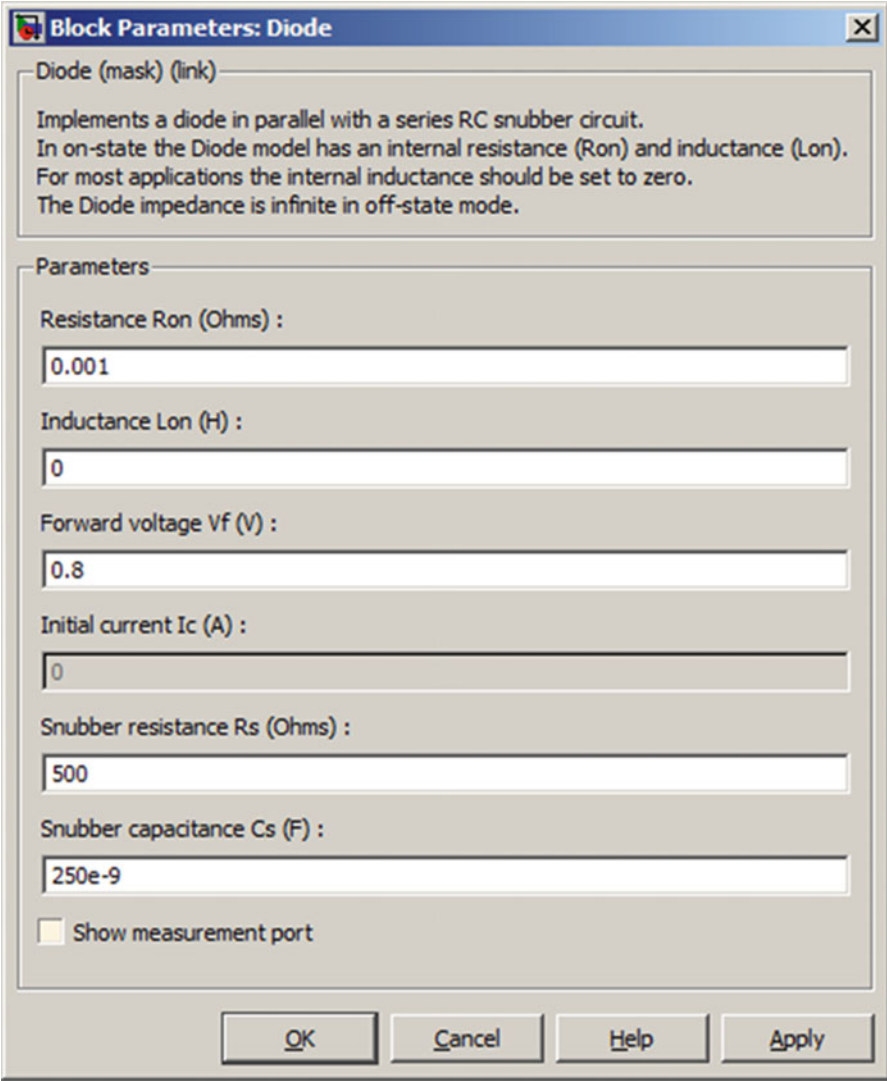 Block Parameters: Diode
Diode (mask) (link)
Implements a diode in parallel with a series RC snubber circuit.
In on-state the Diode model has an internal resistance (Ron) and inductance (Lon).
For most applications the internal inductance should be set to zero.
The Diode impedance is infinite in off-state mode.
Parameters
Resistance Ron (Ohms) :
0.001
Inductance Lon (H) :
0
Forward voltage Vf (V) :
0.8
Initial current Ic (A) :
0
Snubber resistance Rs (Ohms) :
500
Snubber capacitance Cs (F) :
250e-9
Show measurement port
OK Cancel Help Apply